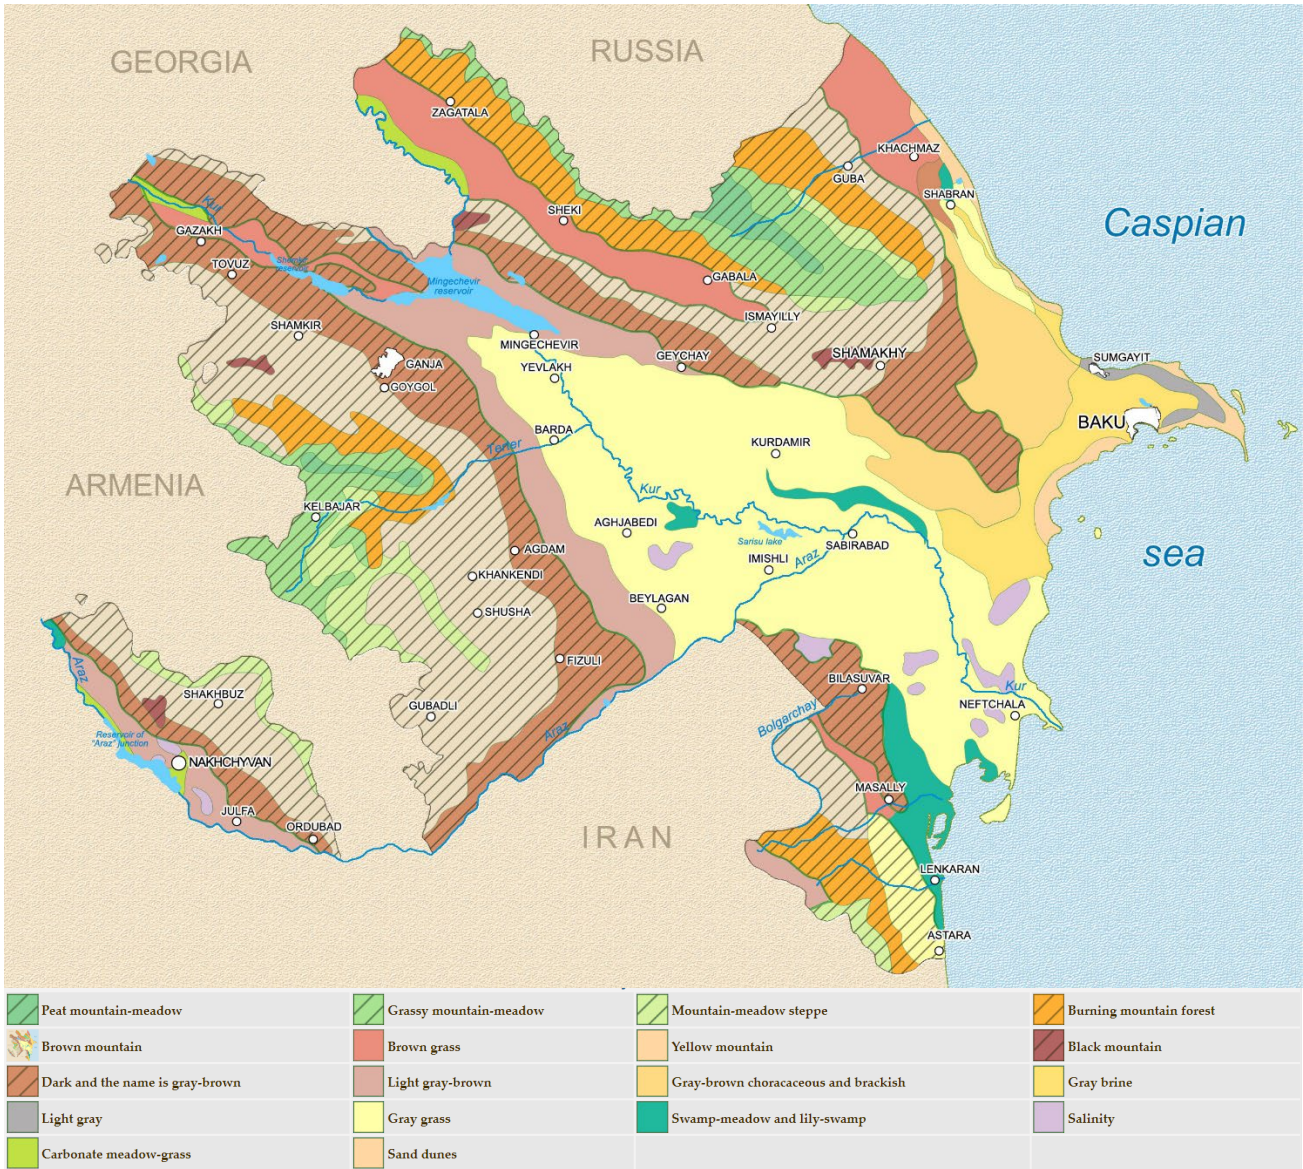 GEORGIA
RUSSIA
ZAGATALA
KHACHMAZ
GUBA
SHABRAN
Kur
SHEKI
GAZAKH
Caspian
TOVUZ
Mingechevir
reservoir
GABALA
SHAMKIR
ISMAYILLY
MINGECHEVIR
GEYCHAY
SHAMAKHY
SUMGAYIT
GANJA
YEVLAKH
GOYGOL
BAKU
BARDA
KURDAMIR
Terter
ARMENIA
Kur
KELBAJAR
AGHJABEDI
Sarisu lake
SABIRABAD
AGDAM
IMISHLI
Araz
sea
KHANKENDI
BEYLAGAN
SHUSHA
FIZULI
Araz
BILASUVAR
Kur
SHAKHBUZ
GUBADLI
NEFTCHALA
Bolgarchay
Araz
Reservoir of
"Araz" junction
NAKHCHYVAN
MASALLY
JULFA
ORDUBAD
IRAN
LENKARAN
ASTARA
Peat mountain-meadow
Grassy mountain-meadow
Mountain-meadow steppe
Burning mountain forest
Brown mountain
Brown grass
Yellow mountain
Black mountain
Dark and the name is gray-brown
Light gray-brown
Gray-brown choracaceous and brackish
Gray brine
Light gray
Gray grass
Swamp-meadow and lily-swamp
Salinity
Carbonate meadow-grass
Sand dunes